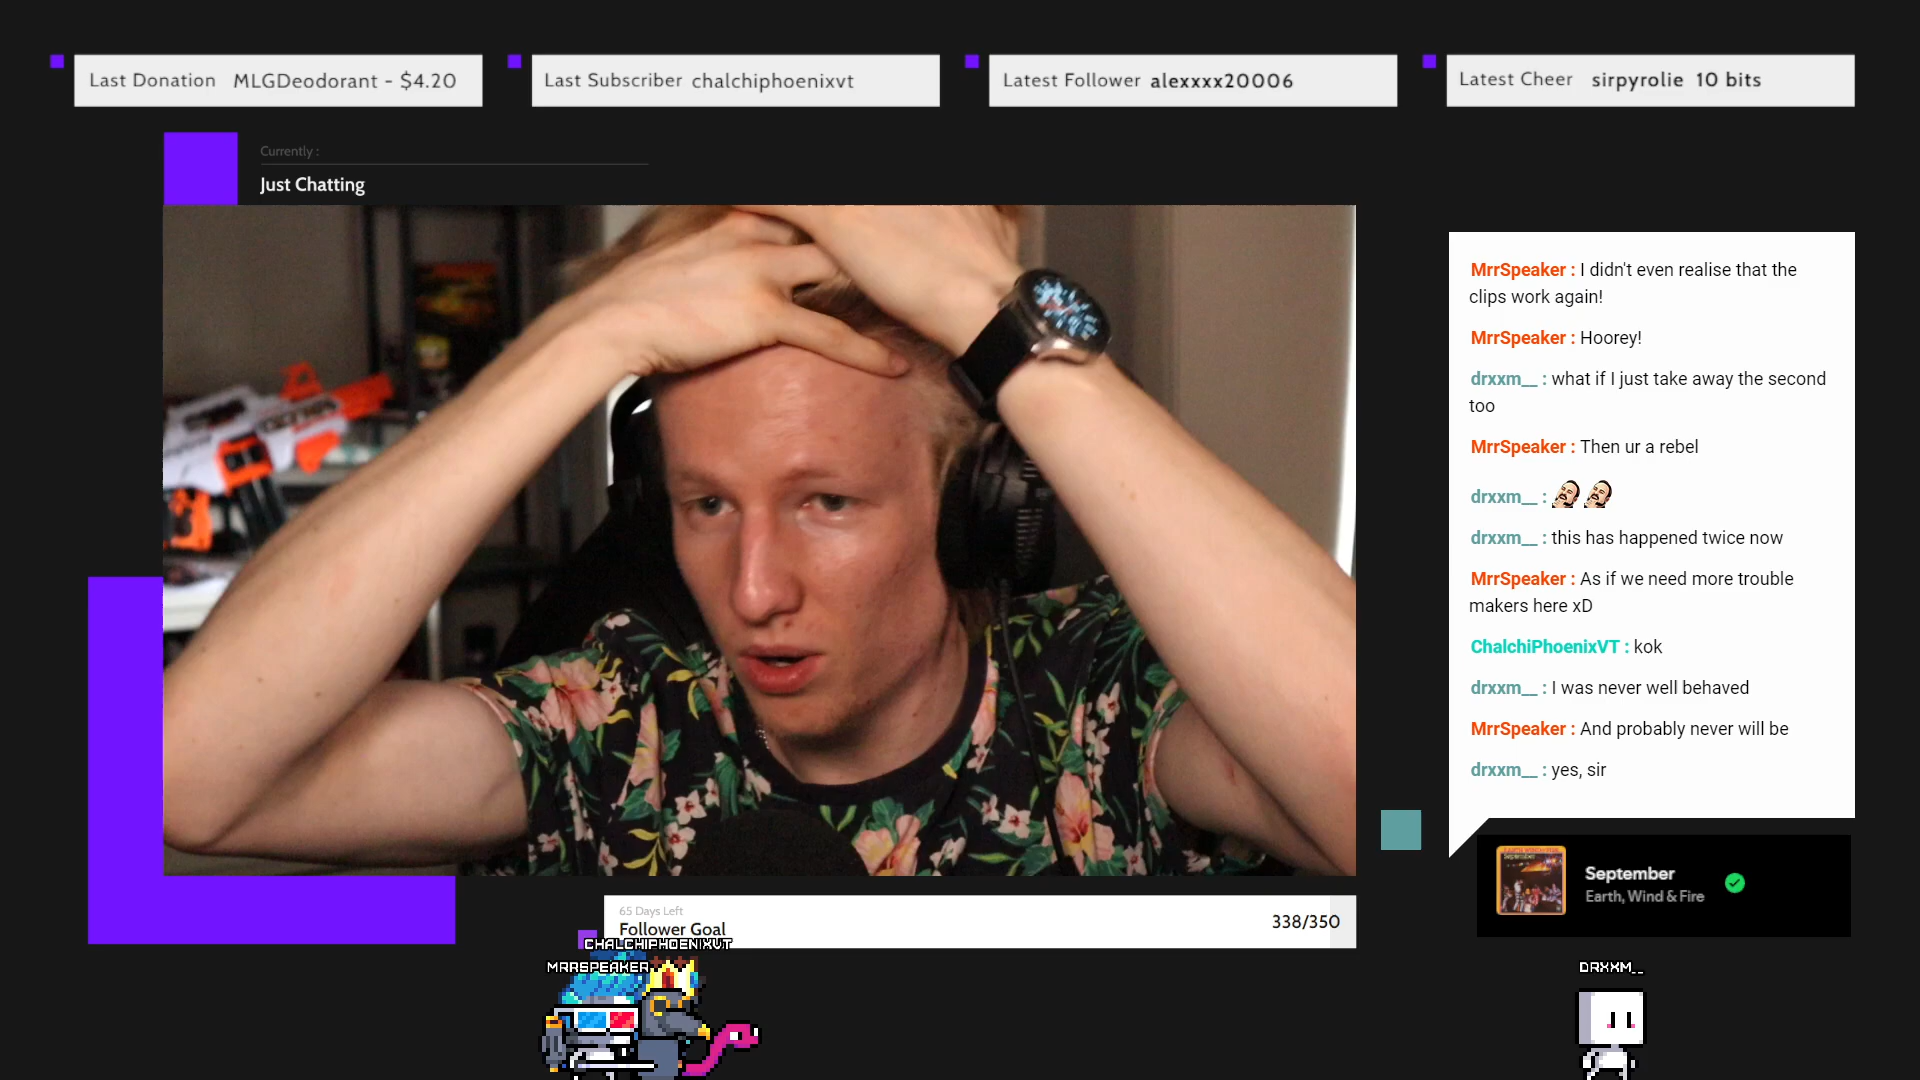 Last Donation MLGDeodorant - $4.20
Last Subscriber chalchiphoenixvt
Latest Follower alexxxx20006
Latest Cheer sirpyrolie 10 bits
Currently :
Just Chatting
MrrSpeaker : I didn't even realise that the
clips work again!
MrrSpeaker : Hoorey!
drxxm__ : what if I just take away the second
too
MrrSpeaker : Then ur a rebel
drxxm__ :
drxxm__ : this has happened twice now
MrrSpeaker : As if we need more trouble
makers here xD
ChalchiPhoenixVT : kok
drxxm__ : I was never well behaved
MrrSpeaker : And probably never will be
drxxm__ : yes, sir
September
Earth, Wind & Fire
65 Days Left
Follower Goal
338/350
CHALCHIPHOENIXVT
MRRSPEAKER
DRXXM__